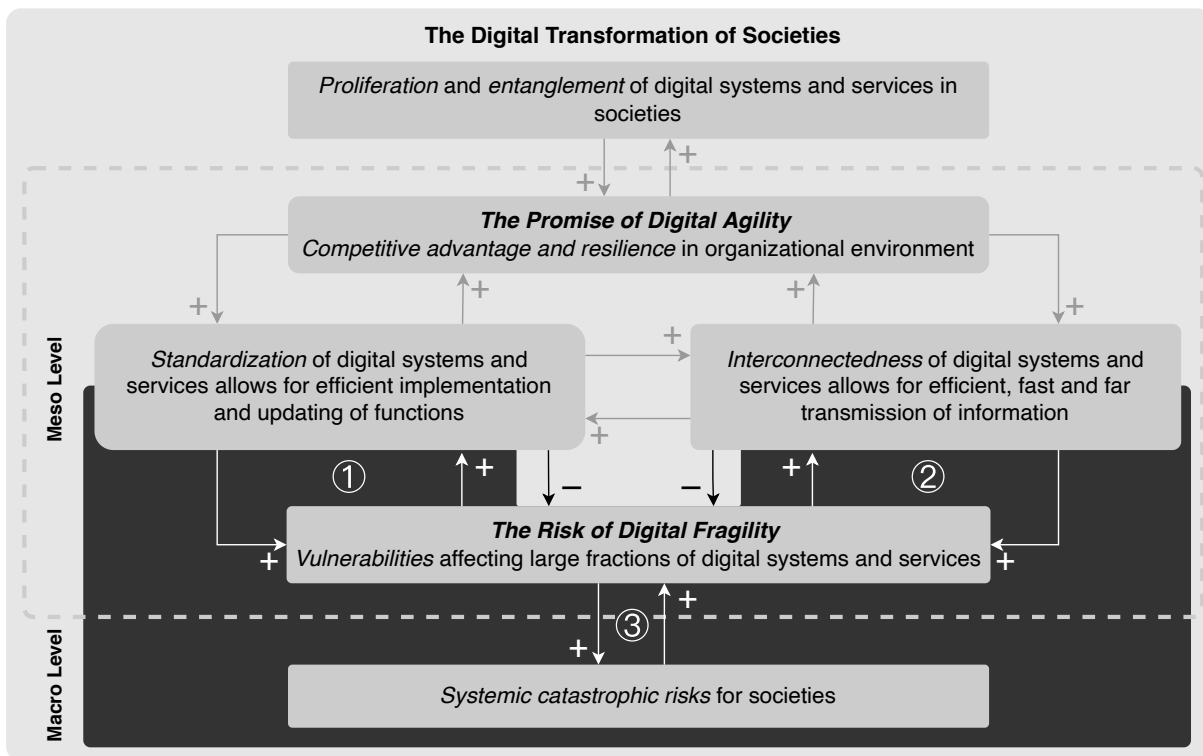 The Digital Transformation of Societies
Proliferation and entanglement of digital systems and services in
societies
+
+
The Promise of Digital Agility
Competitive advantage and resilience in organizational environment
+
+
+
+
Meso Level
Standardization of digital systems and
services allows for efficient implementation
and updating of functions
+
+
Interconnectedness of digital systems and
services allows for efficient, fast and far
transmission of information
①
+
−
−
+
②
The Risk of Digital Fragility
Vulnerabilities affecting large fractions of digital systems and services
+
+
+
③
+
Macro Level
Systemic catastrophic risks for societies